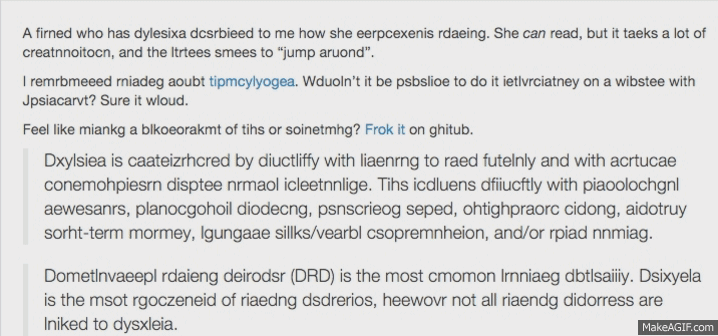 A firned who has dylesixa dcsrbieed to me how she eerpcexenis rdaeing. She can read, but it taeks a lot of
creatnnoitocn, and the ltrtees smees to “jump aruond”.
I remrbmeeed rniadeg aoubt tipmcylyogea. Wduoln’t it be psbslioe to do it ietlvrciatney on a wibstee with
Jpsiacarvt? Sure it wloud.
Feel like miankg a blkoeorakmt of tihs or soinetmhg? Frok it on ghitub.
Dxylsiea is caateizrhcred by diuctliffy with liaenrng to raed futelnly and with acrtucae
conemohpiesrn disptee nrmaol icleetnnlige. Tihs icdluens dfiiucftly with piaoolochgnl
aewesanrs, planocgohoil diodecng, psnscrieog seped, ohtighpraorc cidong, aidotruy
sorht-term mormey, lgungaae sillks/vearbl csopremnheion, and/or rpiad nnmiag.
Dometlnvaeepl rdaieng deirodsr (DRD) is the most cmomon lrnniaeg dbtlsaiiiy. Dsixyela
is the msot rgoczeneid of riaedng dsdrerios, heewovr not all riaendg didorress are
lniked to dysxleia.
MakeAGIF.com